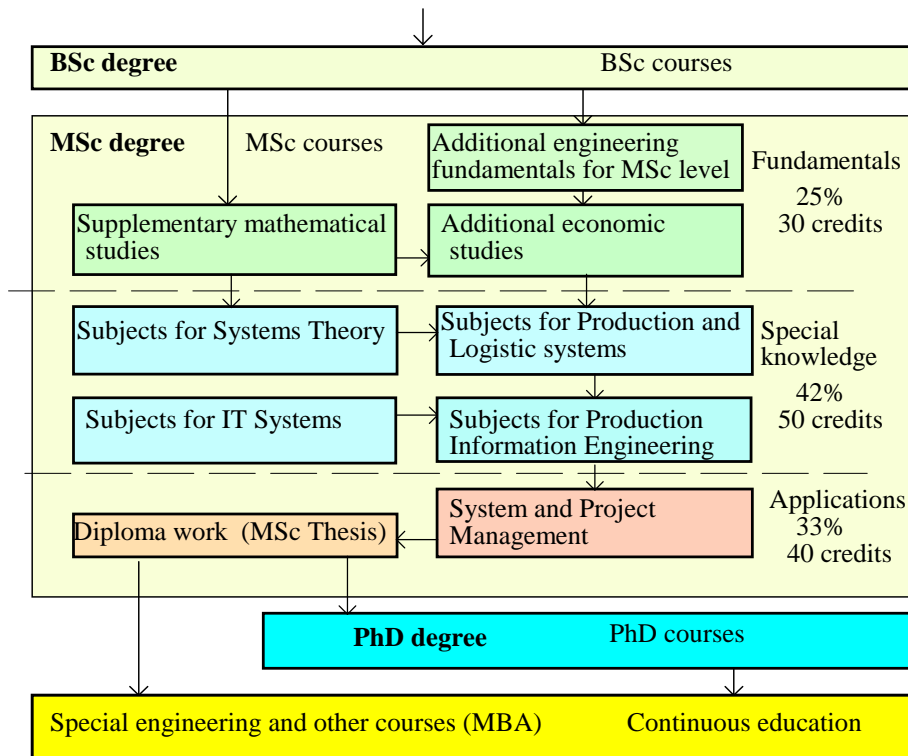 BSc degree BSc courses
MSc degree MSc courses
Additional engineering
fundamentals for MSc level
Fundamentals
25%
30 credits
Supplementary mathematical
studies
Additional economic
studies
Subjects for Systems Theory
Subjects for Production and
Logistic systems
Special
knowledge
42%
50 credits
Subjects for IT Systems
Subjects for Production
Information Engineering
System and Project
Management
Applications
33%
40 credits
Diploma work (MSc Thesis)
PhD degree PhD courses
Special engineering and other courses (MBA) Continuous education